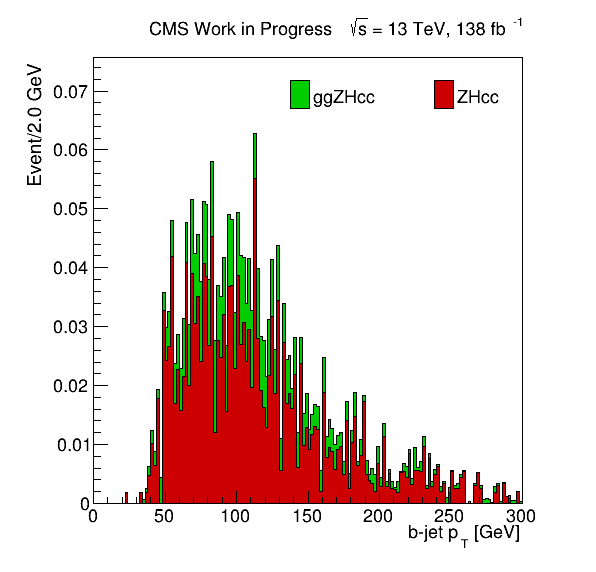 CMS Work in Progress √s = 13 TeV, 138 fb -1
Event/2.0 GeV
ggZHcc ZHcc
0.07
0.06
0.05
0.04
0.03
0.02
0.01
0
0 50 100 150 200 250 300
b-jet pT [GeV]